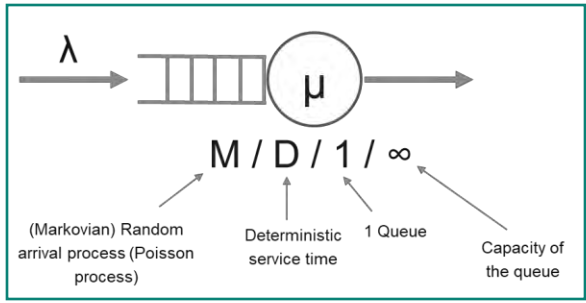 λ
μ
M / D / 1 / ∞
(Markovian) Random
arrival process (Poisson
process)
Deterministic
service time
1 Queue
Capacity of
the queue